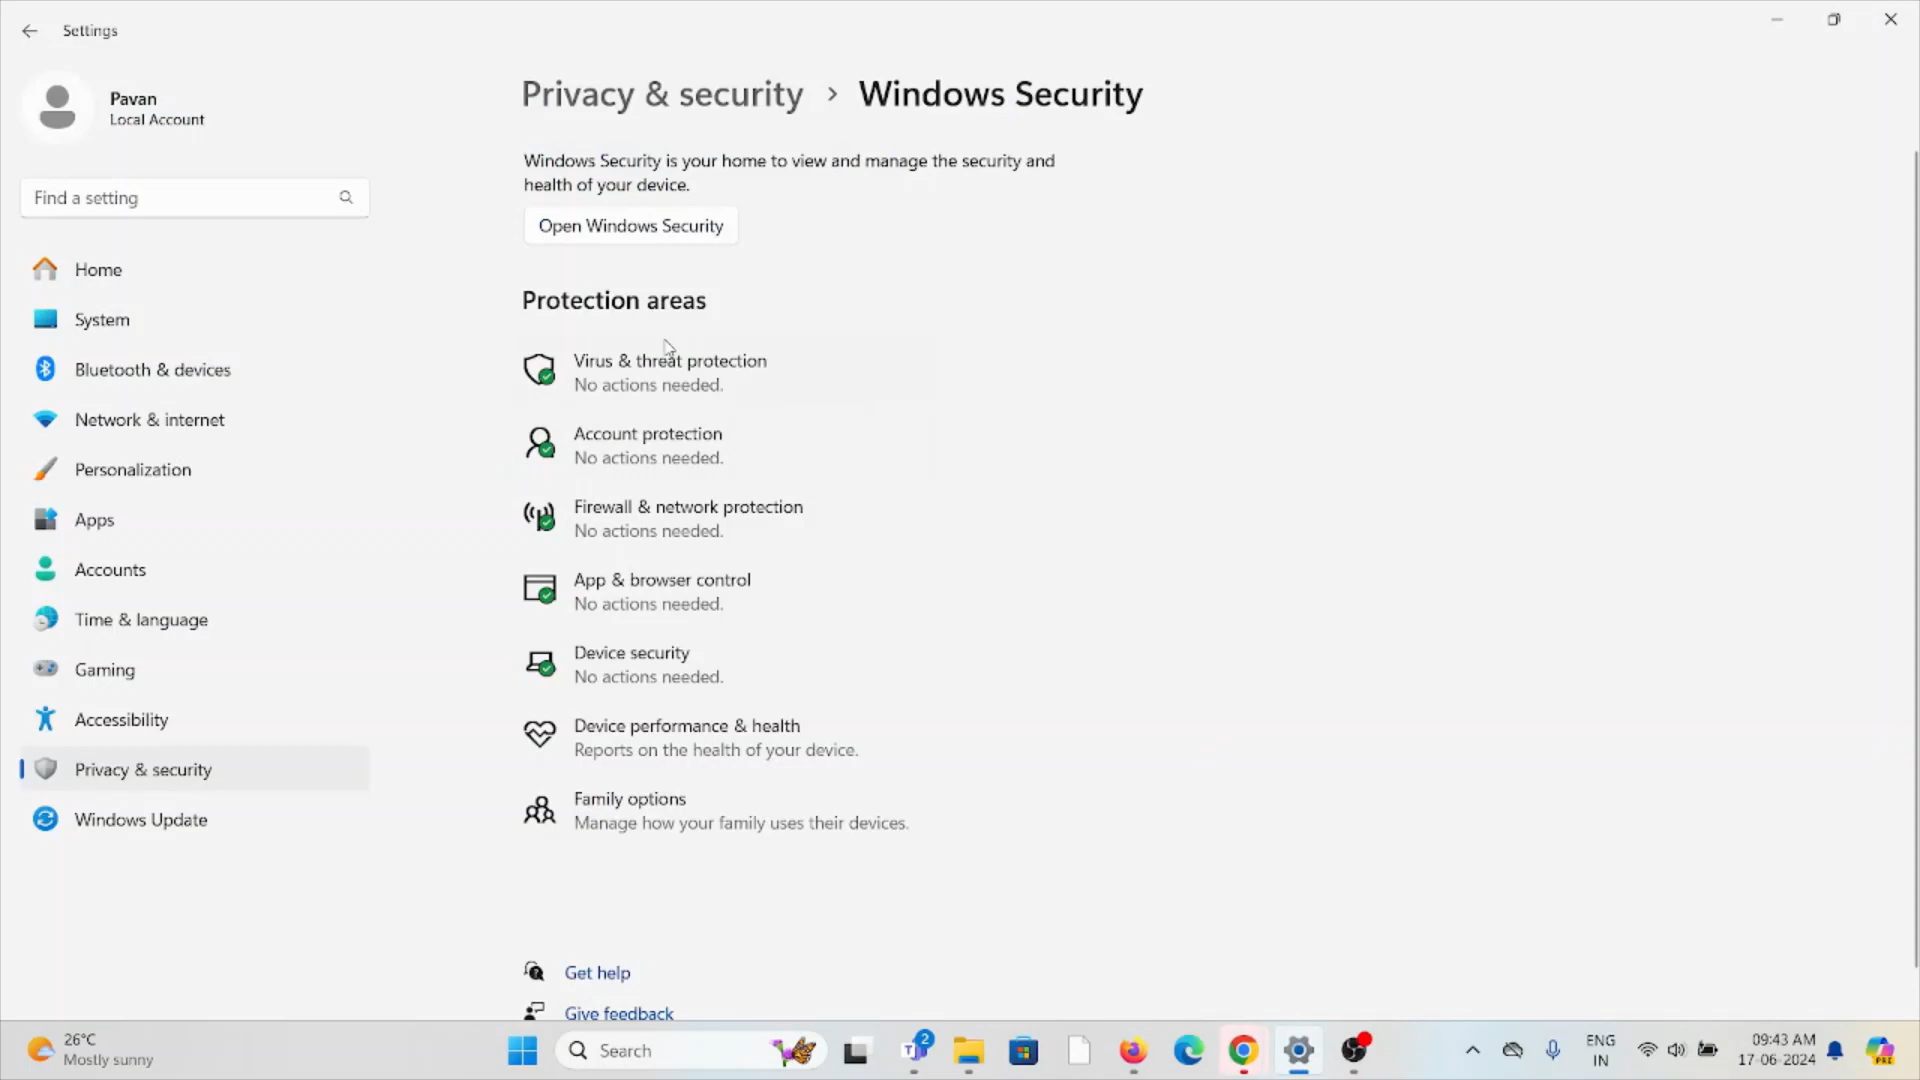 Settings
Pavan
Local Account
Find a setting
Home
System
Bluetooth & devices
Network & internet
Personalization
Apps
Accounts
Time & language
Gaming
Accessibility
Privacy & security
Windows Update
Privacy & security > Windows Security
Windows Security is your home to view and manage the security and
health of your device.
Open Windows Security
Protection areas
Virus & threat protection
No actions needed.
Account protection
No actions needed.
Firewall & network protection
No actions needed.
App & browser control
No actions needed.
Device security
No actions needed.
Device performance & health
Reports on the health of your device.
Family options
Manage how your family uses their devices.
Get help
Give feedback
26°C
Mostly sunny
Search
2
ENG
IN
09:43 AM
17-06-2024
PRE